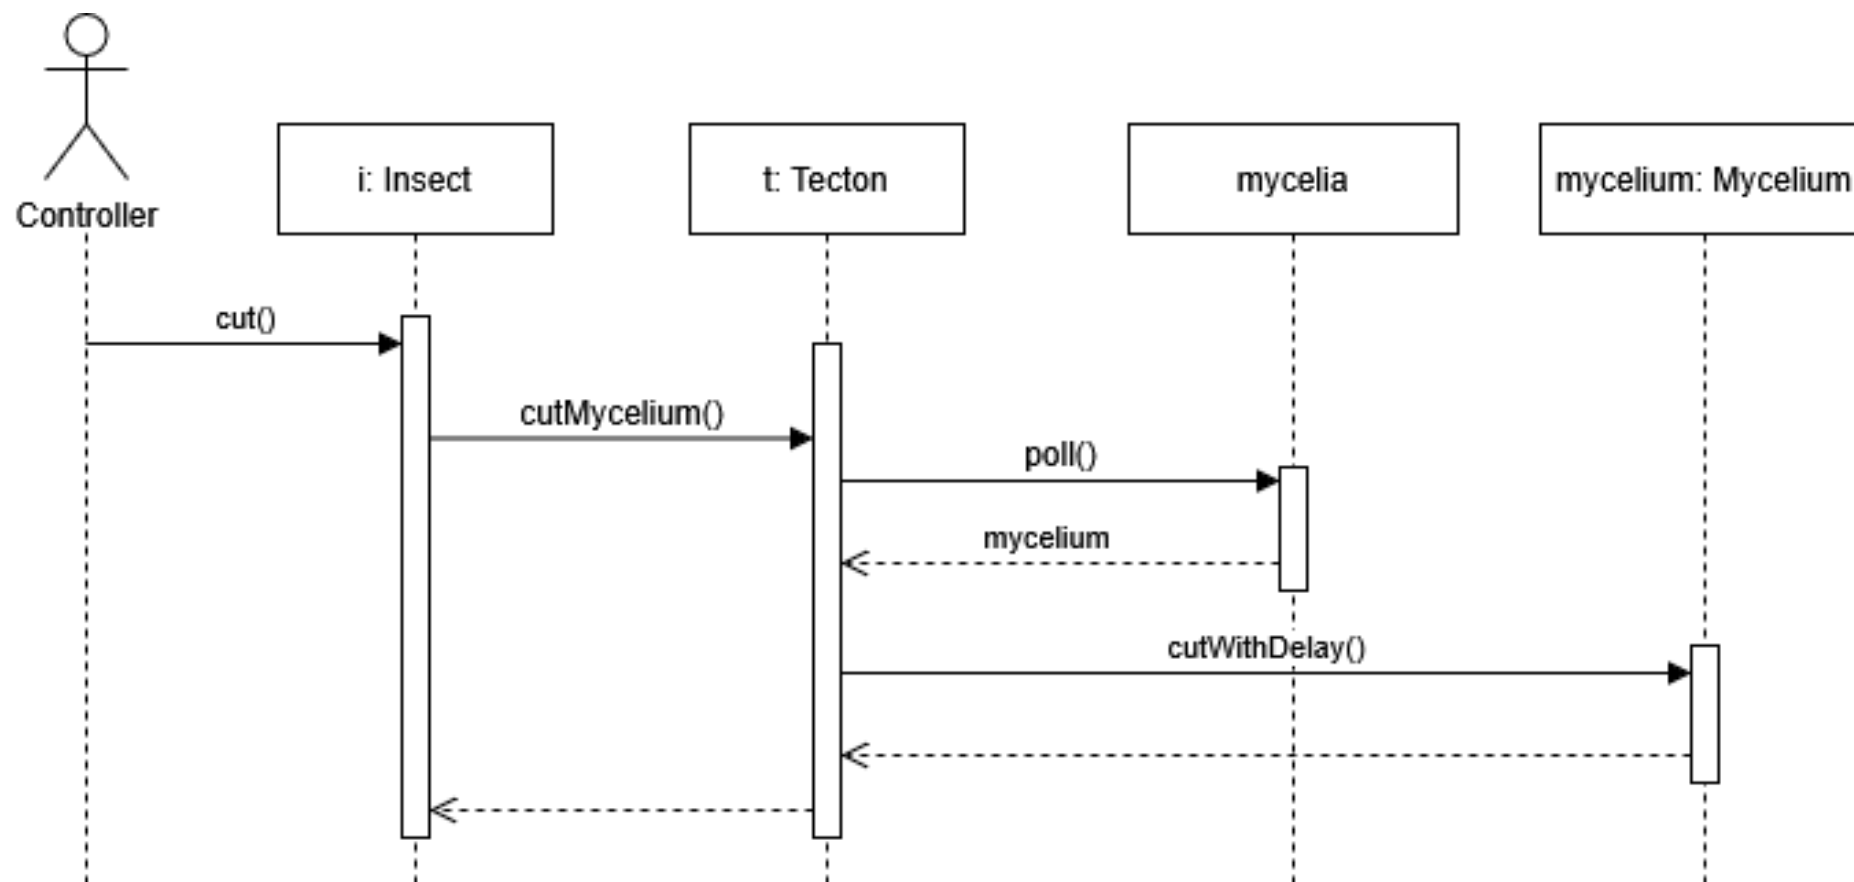 Controller
i: Insect
t: Tecton
mycelia
mycelium: Mycelium
cut()
cutMycelium()
poll()
mycelium
cutWithDelay()